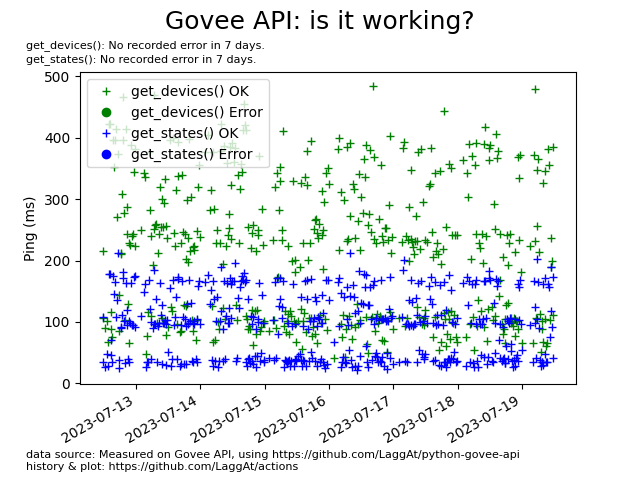 Govee API: is it working?
get_devices(): No recorded error in 7 days.
get_states(): No recorded error in 7 days.
500
400
300
200
100
0
Ping (ms)
get_devices() OK
get_devices() Error
get_states() OK
get_states() Error
2023-07-13
2023-07-14
2023-07-15
2023-07-16
2023-07-17
2023-07-18
2023-07-19
data source: Measured on Govee API, using https://github.com/LaggAt/python-govee-api
history & plot: https://github.com/LaggAt/actions